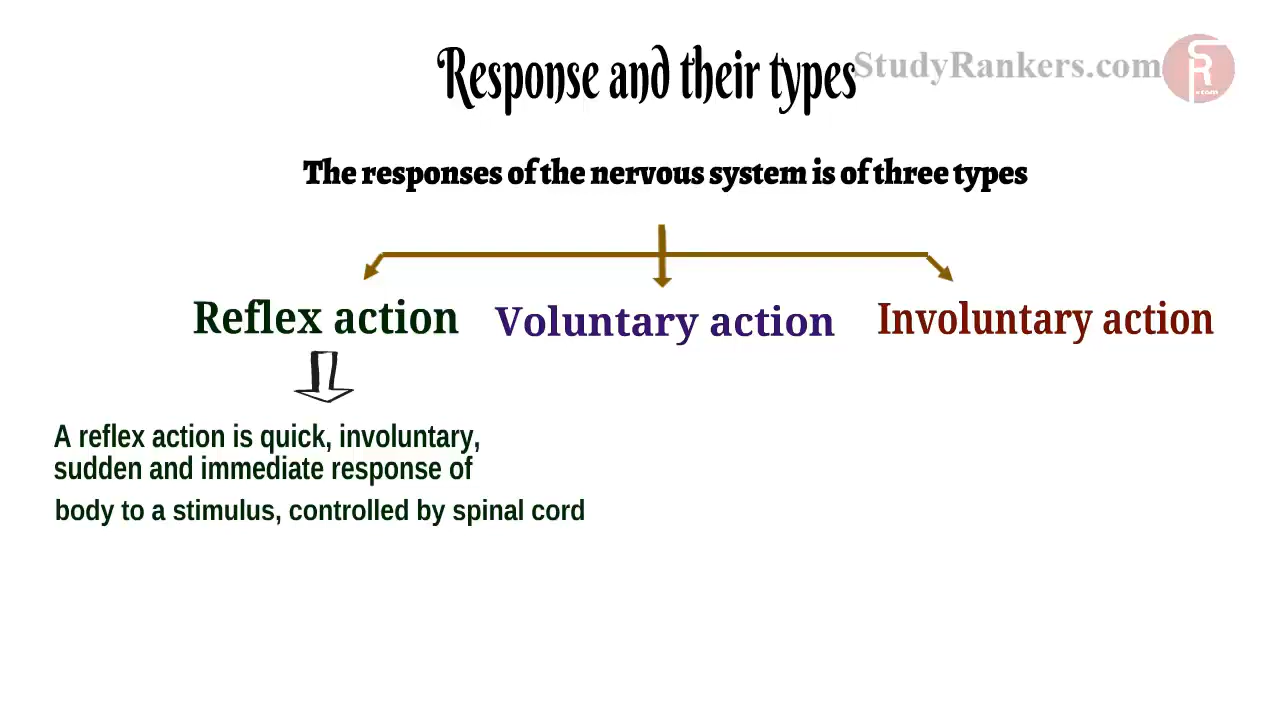 Response and their types
StudyRankers.com
SR
The responses of the nervous system is of three types
Reflex action
Voluntary action
Involuntary action
A reflex action is quick, involuntary,
sudden and immediate response of
body to a stimulus, controlled by spinal cord